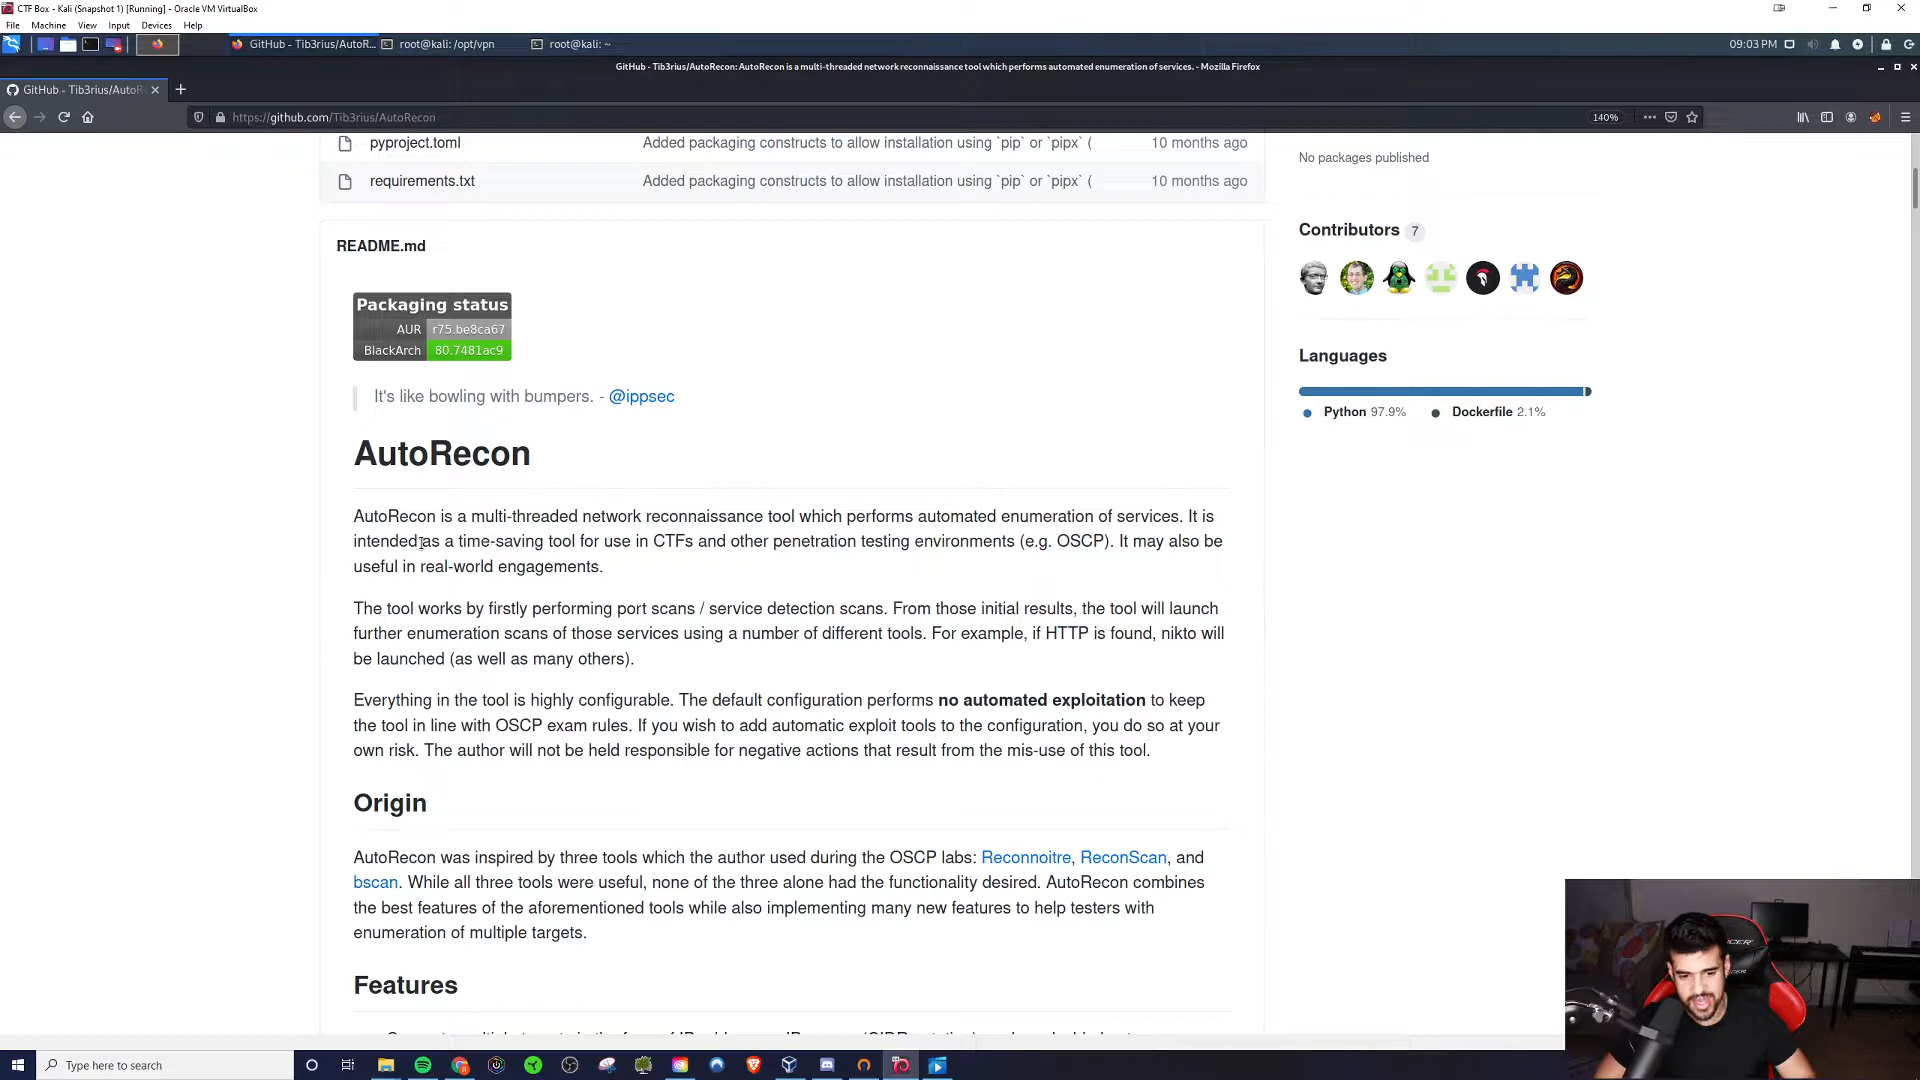 CTF Box - Kali (Snapshot 1) [Running] - Oracle VM VirtualBox
File Machine View Input Devices Help
GitHub - Tib3rius/AutoR... root@kali: /opt/vpn root@kali: ~ 09:03 PM
GitHub - Tib3rius/AutoRecon: AutoRecon is a multi-threaded network reconnaissance tool which performs automated enumeration of services. - Mozilla Firefox
GitHub - Tib3rius/AutoR
https://github.com/Tib3rius/AutoRecon 140%
pyproject.toml Added packaging constructs to allow installation using `pip` or `pipx` ( 10 months ago
No packages published
requirements.txt Added packaging constructs to allow installation using `pip` or `pipx` ( 10 months ago
Contributors 7
README.md
Packaging status
AUR r75.be8ca67
BlackArch 80.7481ac9
Languages
Python 97.9% Dockerfile 2.1%
It's like bowling with bumpers. - @ippsec
AutoRecon
AutoRecon is a multi-threaded network reconnaissance tool which performs automated enumeration of services. It is
intended as a time-saving tool for use in CTFs and other penetration testing environments (e.g. OSCP). It may also be
useful in real-world engagements.
The tool works by firstly performing port scans / service detection scans. From those initial results, the tool will launch
further enumeration scans of those services using a number of different tools. For example, if HTTP is found, nikto will
be launched (as well as many others).
Everything in the tool is highly configurable. The default configuration performs no automated exploitation to keep
the tool in line with OSCP exam rules. If you wish to add automatic exploit tools to the configuration, you do so at your
own risk. The author will not be held responsible for negative actions that result from the mis-use of this tool.
Origin
AutoRecon was inspired by three tools which the author used during the OSCP labs: Reconnoitre, ReconScan, and
bscan. While all three tools were useful, none of the three alone had the functionality desired. AutoRecon combines
the best features of the aforementioned tools while also implementing many new features to help testers with
enumeration of multiple targets.
Features
Type here to search